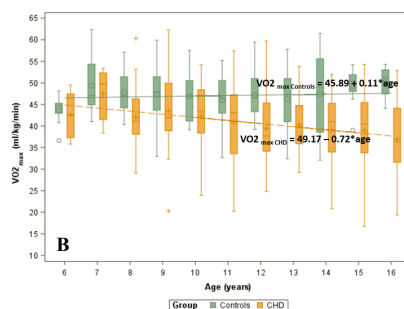 65
60
55
50
45
40
35
30
25
20
15
10
VO2 max (ml/kg/min)
VO2 max Controls = 45.89 + 0.11*age
VO2 max CHD = 49.17 – 0.72*age
B
6 7 8 9 10 11 12 13 14 15 16
Age (years)
Group Controls CHD